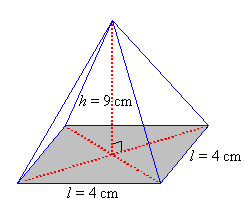 h = 9 cm
l = 4 cm
l = 4 cm